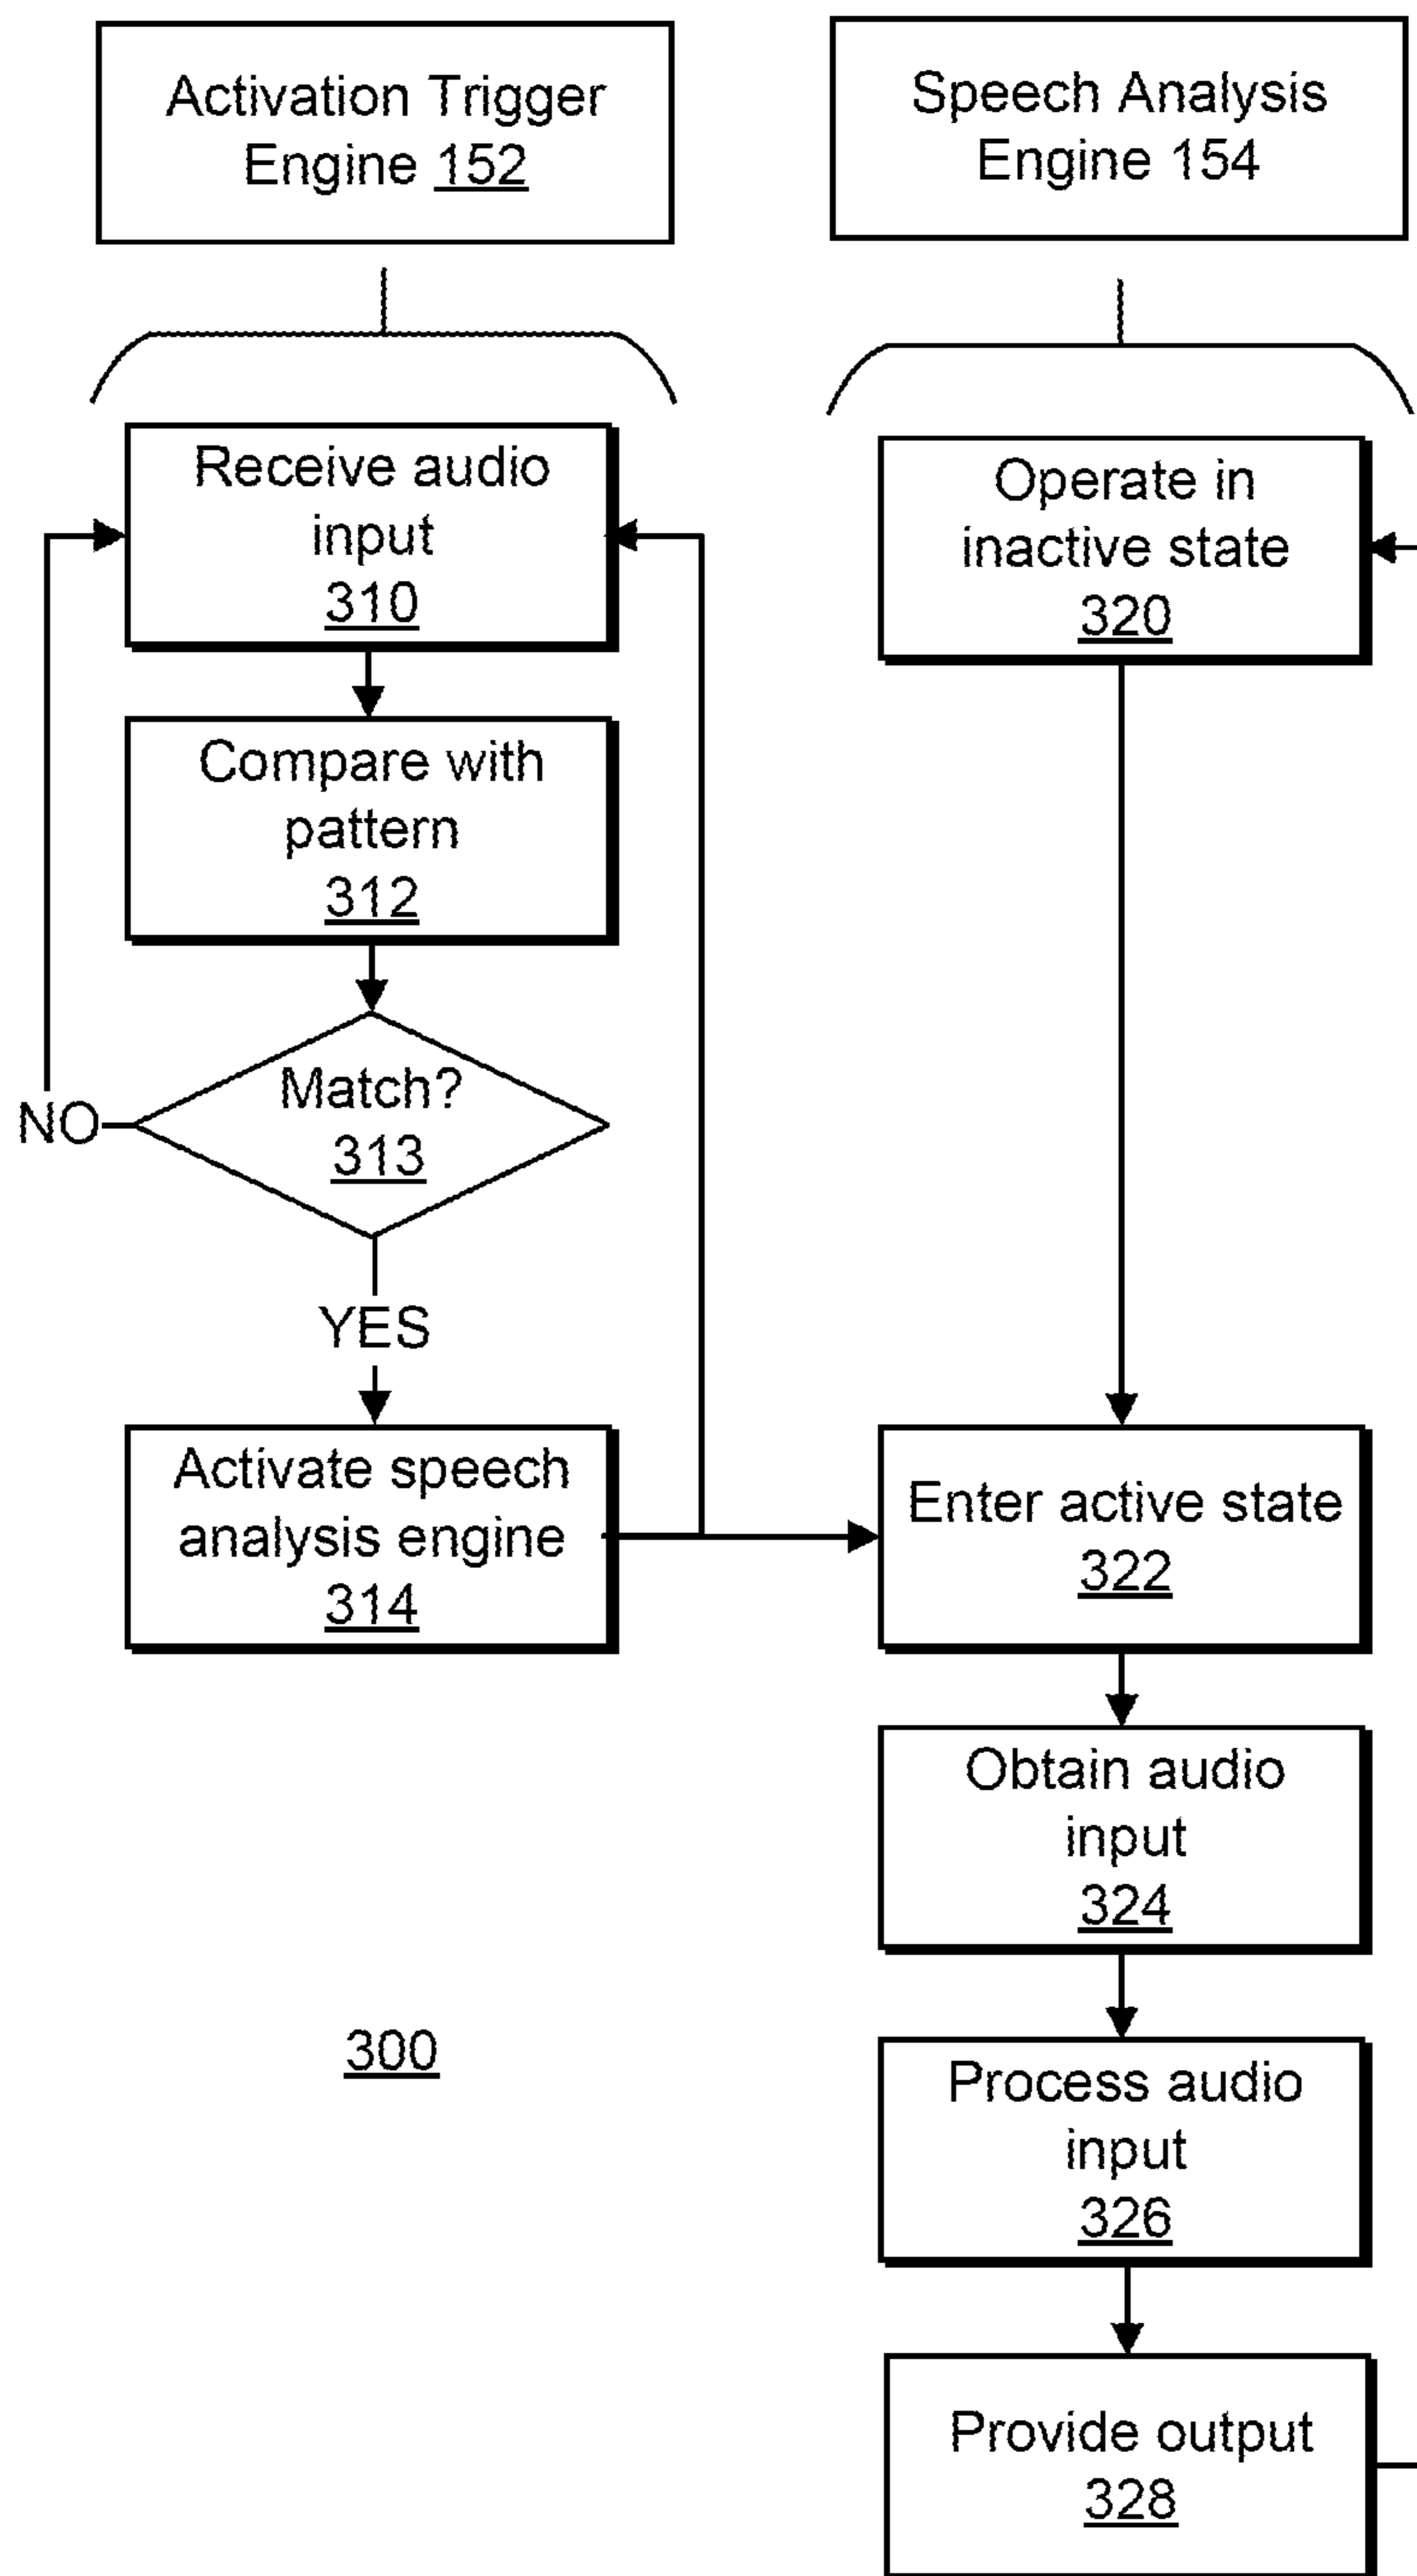 Activation Trigger
Engine 152
Speech Analysis
Engine 154
Receive audio
input
310
Compare with
pattern
312
Match?
313
NO
YES
Activate speech
analysis engine
314
Operate in
inactive state
320
Enter active state
322
Obtain audio
input
324
Process audio
input
326
Provide output
328
300